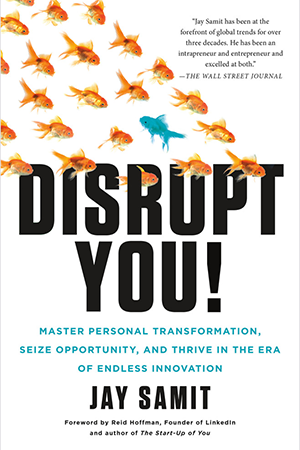 "Jay Samit has been at the
forefront of global trends for over
three decades. He has been an
intrapreneur and entrepreneur and
excelled at both."
—THE WALL STREET JOURNAL
DISRUPT
YOU!
MASTER PERSONAL TRANSFORMATION,
SEIZE OPPORTUNITY, AND THRIVE IN THE ERA
OF ENDLESS INNOVATION
JAY SAMIT
Foreword by Reid Hoffman, Founder of LinkedIn
and author of The Start-Up of You